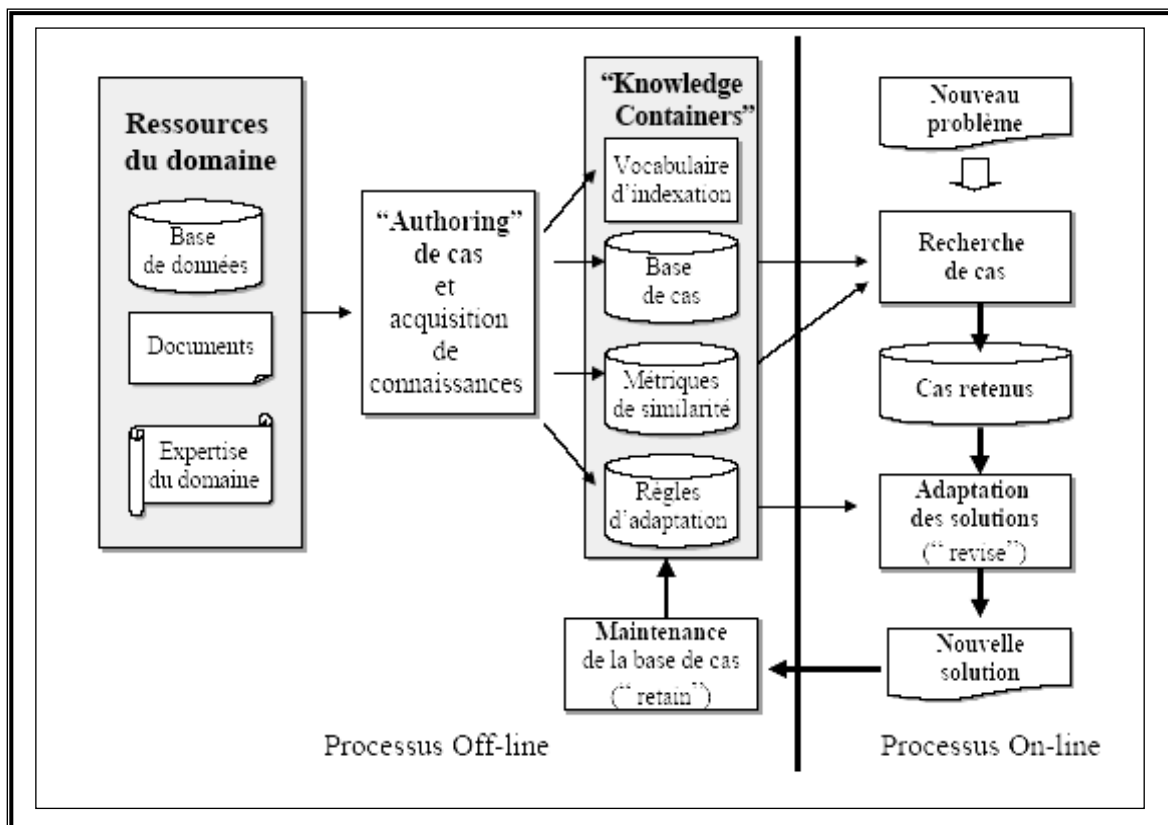 Ressources
du domaine
Base
de données
Documents
Expertise
du domaine
“Authoring”
de cas
et
acquisition
de
connaissances
“Knowledge
Containers”
Vocabulaire
d’indexation
Base
de cas
Métriques
de similarité
Règles
d’adaptation
Maintenance
de la base de cas
(“ retain”)
Processus Off-line
Nouveau
problème
Recherche
de cas
Cas retenus
Adaptation
des solutions
(“ revise”)
Nouvelle
solution
Processus On-line